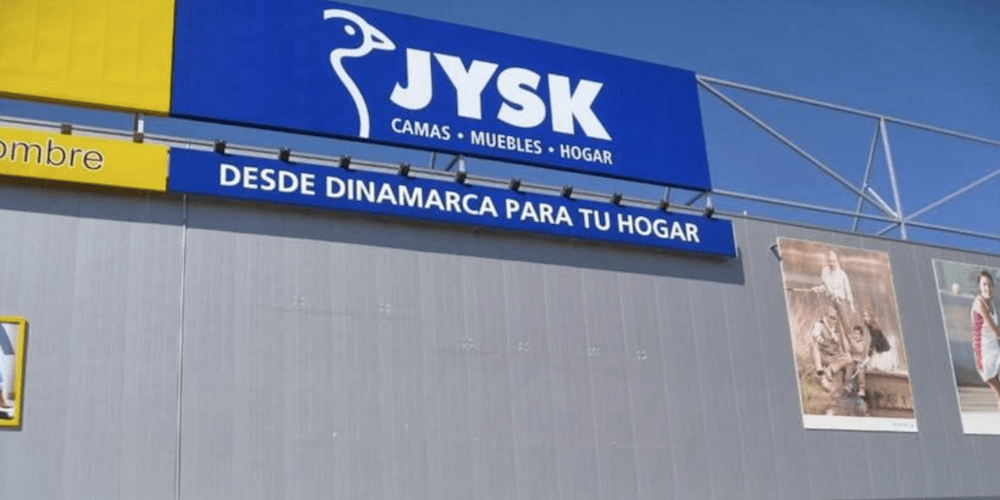 JYSK
CAMAS • MUEBLES • HOGAR
ombre
DESDE DINAMARCA PARA TU HOGAR